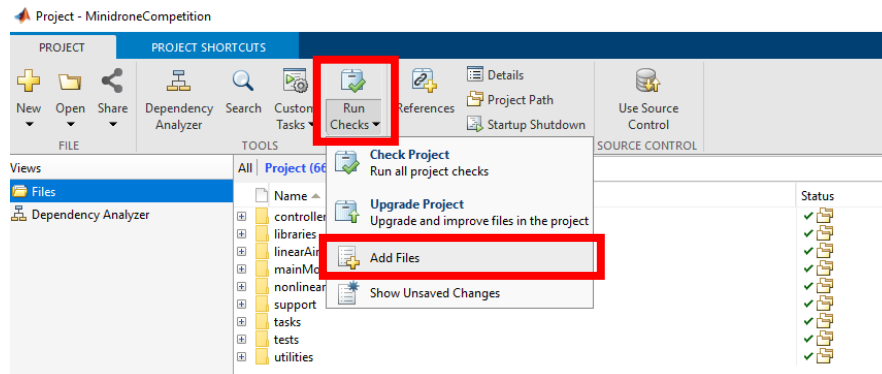 Project - MinidroneCompetition
PROJECT
PROJECT SHORTCUTS
New
Open
Share
Dependency
Analyzer
Search
Custom
Tasks
Run
Checks
References
Details
Project Path
Startup Shutdown
Use Source
Control
FILE
TOOLS
SOURCE CONTROL
Views
Files
Dependency Analyzer
All
Project (66
Name
Status
controller
libraries
linearAir
mainMo
nonlinear
support
tasks
tests
utilities
Check Project
Run all project checks
Upgrade Project
Upgrade and improve files in the project
Add Files
Show Unsaved Changes